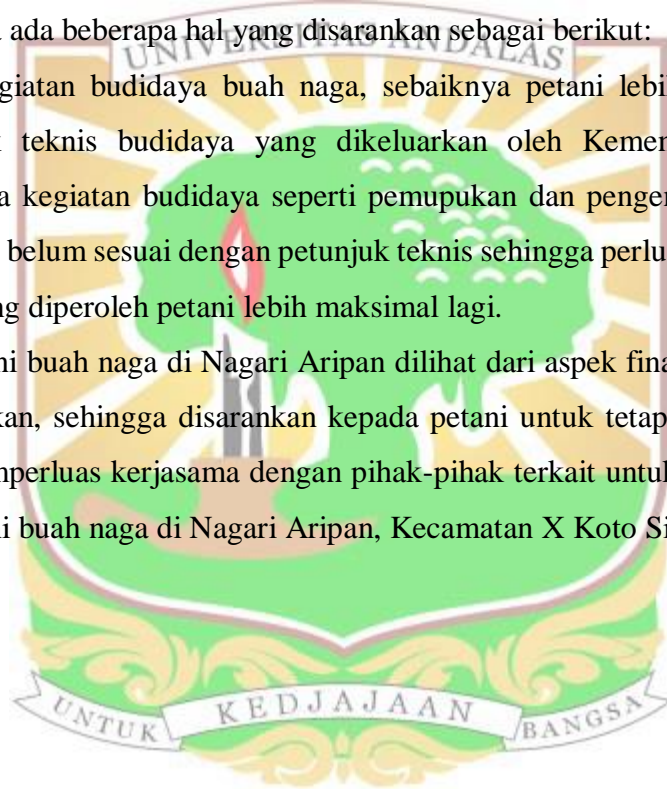 ada beberapa hal yang disarankan sebagai berikut:
UNIVERSITAS ANDALAS
giatan budidaya buah naga, sebaiknya petani lebih
teknis budidaya yang dikeluarkan oleh Kemen
a kegiatan budidaya seperti pemupukan dan penger
belum sesuai dengan petunjuk teknis sehingga perlu
ng diperoleh petani lebih maksimal lagi.
ni buah naga di Nagari Aripan dilihat dari aspek fina
kan, sehingga disarankan kepada petani untuk tetap
mperluas kerjasama dengan pihak-pihak terkait untuk
i buah naga di Nagari Aripan, Kecamatan X Koto Si
UNTUK KEDJAJAAN BANGSA